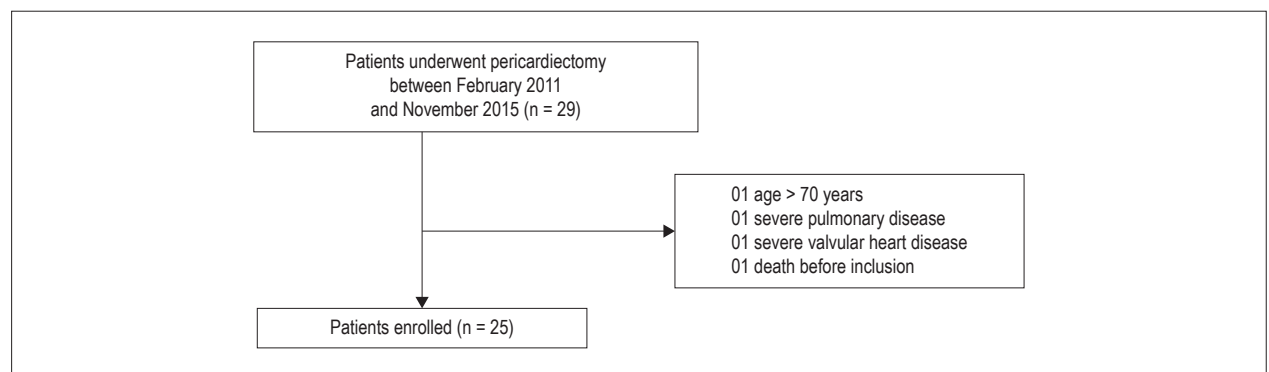 Patients underwent pericardiectomy
between February 2011
and November 2015 (n = 29)
01 age > 70 years
01 severe pulmonary disease
01 severe valvular heart disease
01 death before inclusion
Patients enrolled (n = 25)